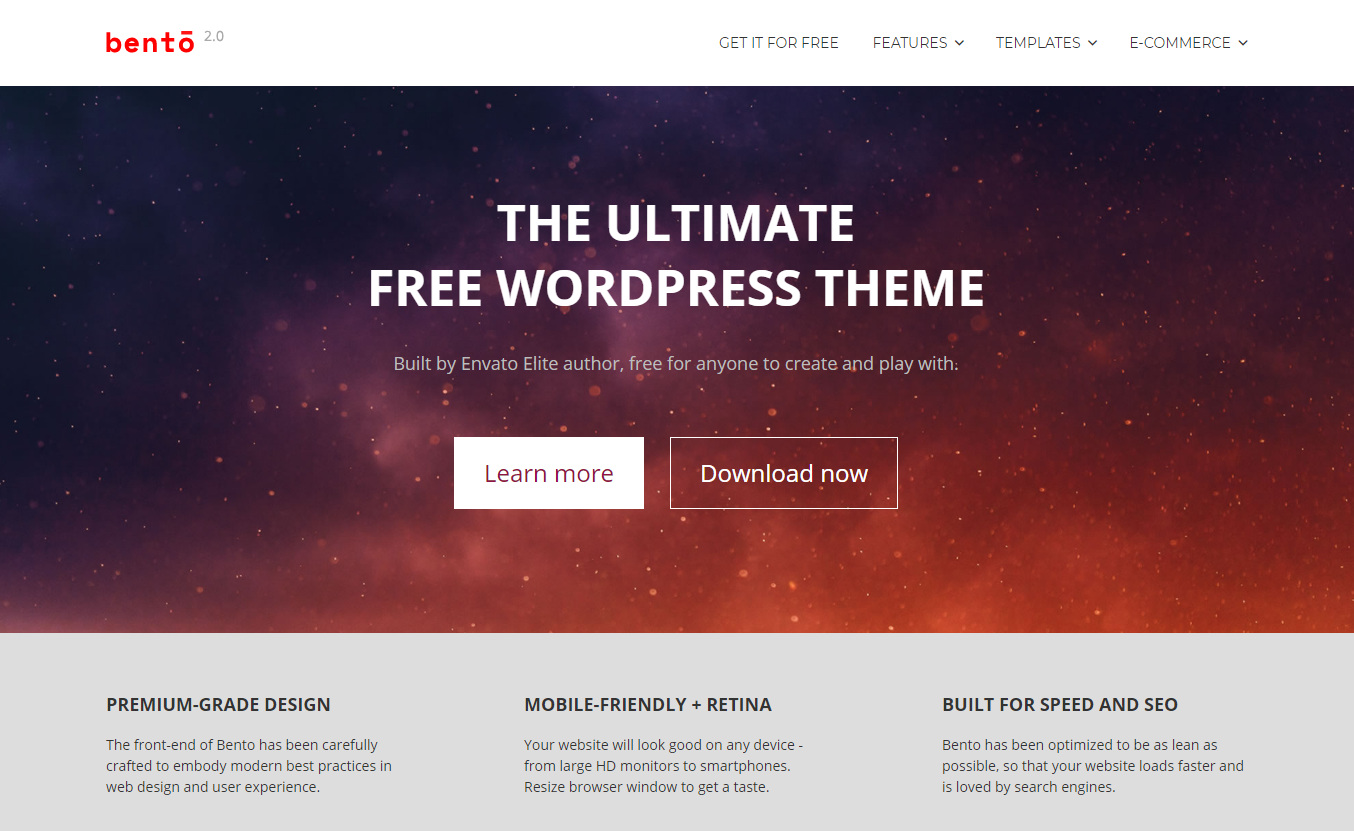 bentō 2.0
GET IT FOR FREE FEATURES TEMPLATES E-COMMERCE
THE ULTIMATE
FREE WORDPRESS THEME
Built by Envato Elite author, free for anyone to create and play with.
Learn more Download now
PREMIUM-GRADE DESIGN
The front-end of Bento has been carefully
crafted to embody modern best practices in
web design and user experience.
MOBILE-FRIENDLY + RETINA
Your website will look good on any device -
from large HD monitors to smartphones.
Resize browser window to get a taste.
BUILT FOR SPEED AND SEO
Bento has been optimized to be as lean as
possible, so that your website loads faster and
is loved by search engines.